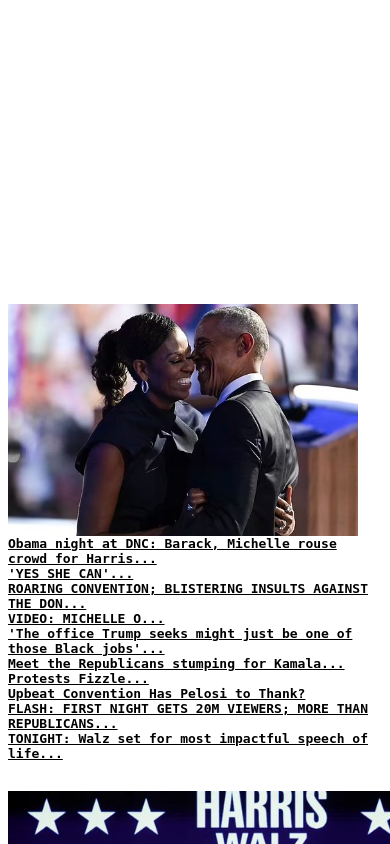 Obama night at DNC: Barack, Michelle rouse
crowd for Harris...
'YES SHE CAN'...
ROARING CONVENTION; BLISTERING INSULTS AGAINST
THE DON...
VIDEO: MICHELLE O...
'The office Trump seeks might just be one of
those Black jobs'...
Meet the Republicans stumping for Kamala...
Protests Fizzle...
Upbeat Convention Has Pelosi to Thank?
FLASH: FIRST NIGHT GETS 20M VIEWERS; MORE THAN
REPUBLICANS...
TONIGHT: Walz set for most impactful speech of
life...
HARRIS
WALZ